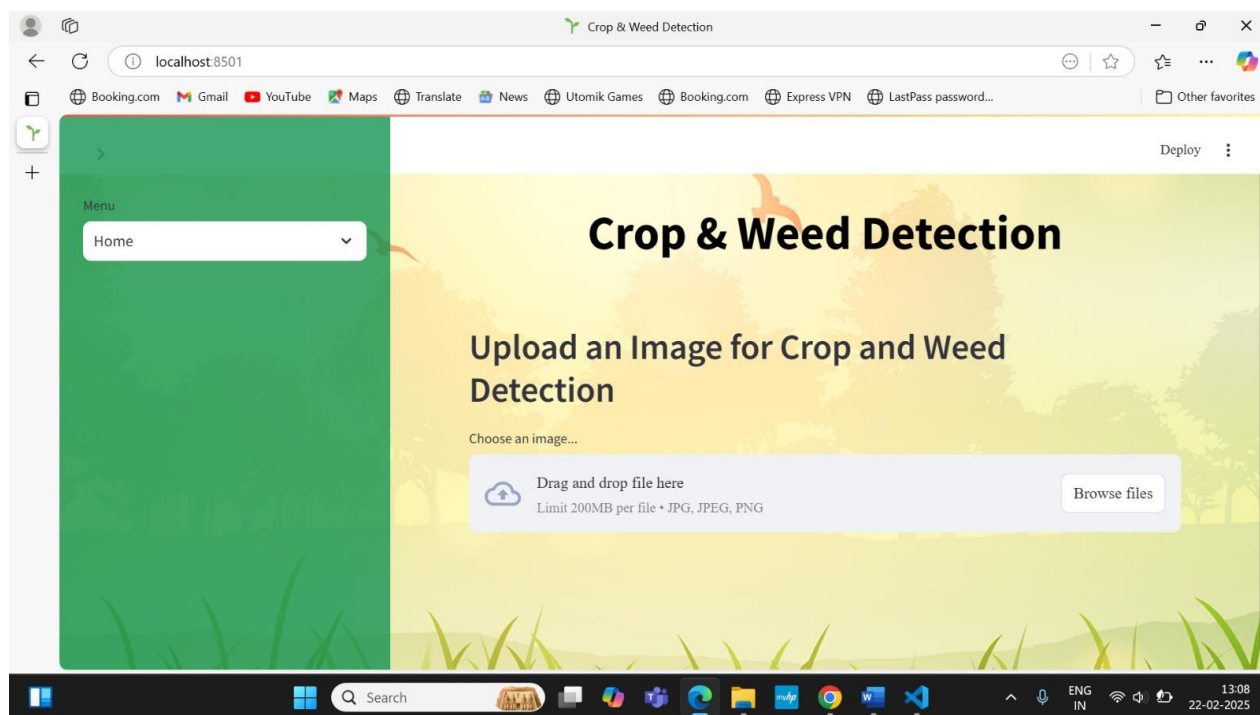 Crop & Weed Detection
localhost:8501
Booking.com Gmail YouTube Maps Translate News Utomik Games Booking.com Express VPN LastPass password... Other favorites
Deploy
Menu
Home
Crop & Weed Detection
Upload an Image for Crop and Weed
Detection
Choose an image...
Drag and drop file here
Limit 200MB per file • JPG, JPEG, PNG
Browse files
Search
ENG
IN
13:08
22-02-2025